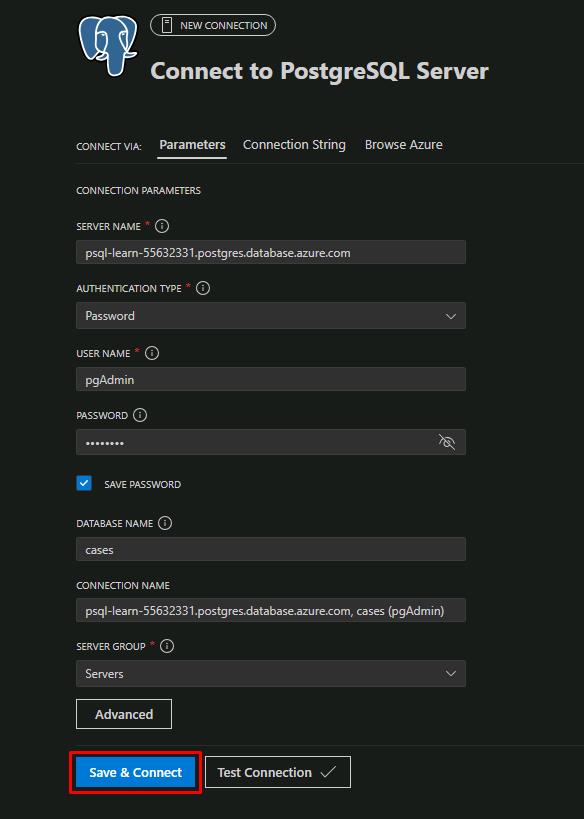 NEW CONNECTION
Connect to PostgreSQL Server
CONNECT VIA: Parameters Connection String Browse Azure
CONNECTION PARAMETERS
SERVER NAME *
psql-learn-55632331.postgres.database.azure.com
AUTHENTICATION TYPE *
Password
USER NAME *
pgAdmin
PASSWORD
••••••••
SAVE PASSWORD
DATABASE NAME
cases
CONNECTION NAME
psql-learn-55632331.postgres.database.azure.com, cases (pgAdmin)
SERVER GROUP *
Servers
Advanced
Save & Connect Test Connection